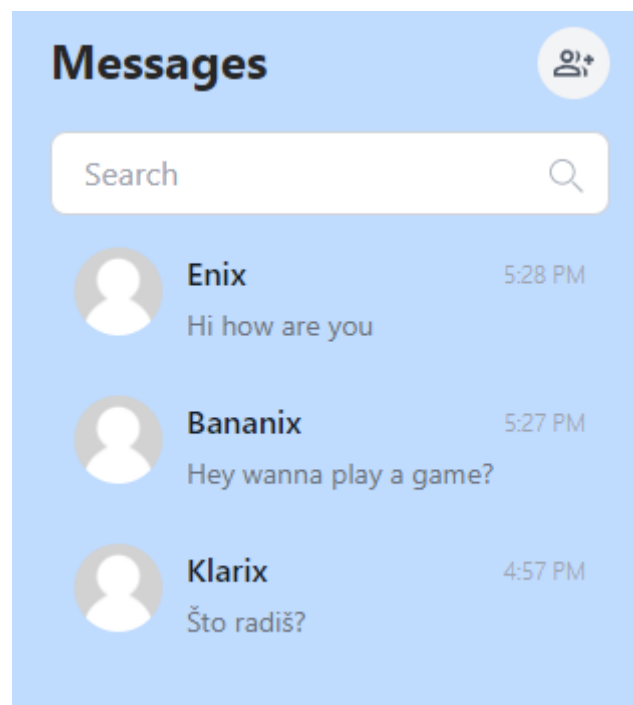 Messages
Search
Enix 5:28 PM
Hi how are you
Bananix 5:27 PM
Hey wanna play a game?
Klarix 4:57 PM
Što radiš?